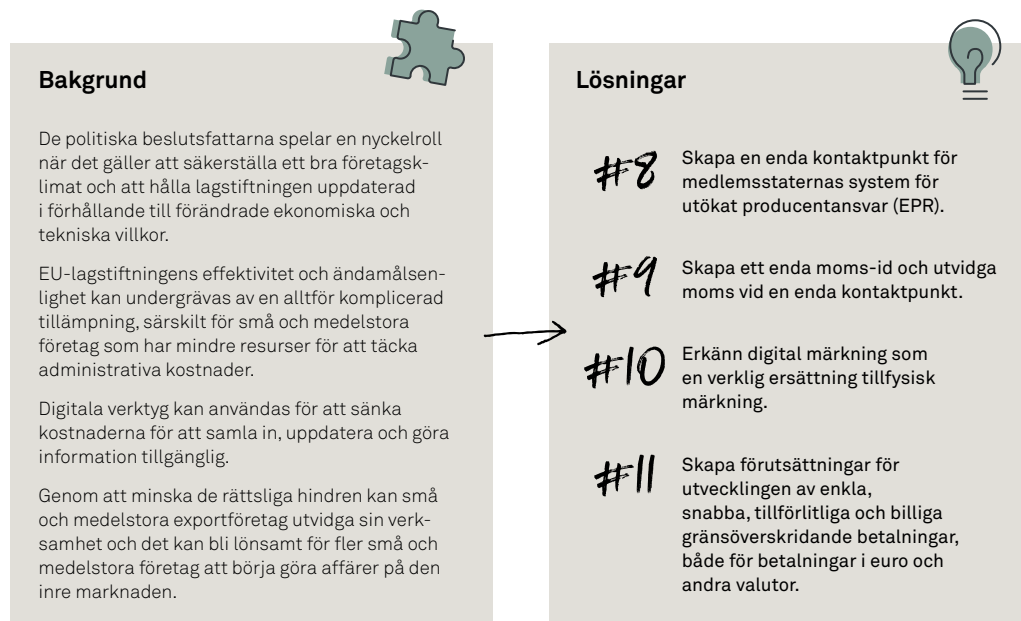 Bakgrund
De politiska beslutsfattarna spelar en nyckelroll
när det gäller att säkerställa ett bra företagsk-
limat och att hålla lagstiftningen uppdaterad
i förhållande till förändrade ekonomiska och
tekniska villkor.
EU-lagstiftningens effektivitet och ändamålsen-
lighet kan undergrävas av en alltför komplicerad
tillämpning, särskilt för små och medelstora
företag som har mindre resurser för att täcka
administrativa kostnader.
Digitala verktyg kan användas för att sänka
kostnaderna för att samla in, uppdatera och göra
information tillgänglig.
Genom att minska de rättsliga hindren kan små
och medelstora exportföretag utvidga sin verk-
samhet och det kan bli lönsamt för fler små och
medelstora företag att börja göra affärer på den
inre marknaden.
Lösningar
#8
Skapa en enda kontaktpunkt för
medlemsstaternas system för
utökat producentansvar (EPR).
#9
Skapa ett enda moms-id och utvidga
moms vid en enda kontaktpunkt.
#10
Erkänn digital märkning som
en verklig ersättning tillfysisk
märkning.
#11
Skapa förutsättningar för
utvecklingen av enkla,
snabba, tillförlitliga och billiga
gränsöverskridande betalningar,
både för betalningar i euro och
andra valutor.